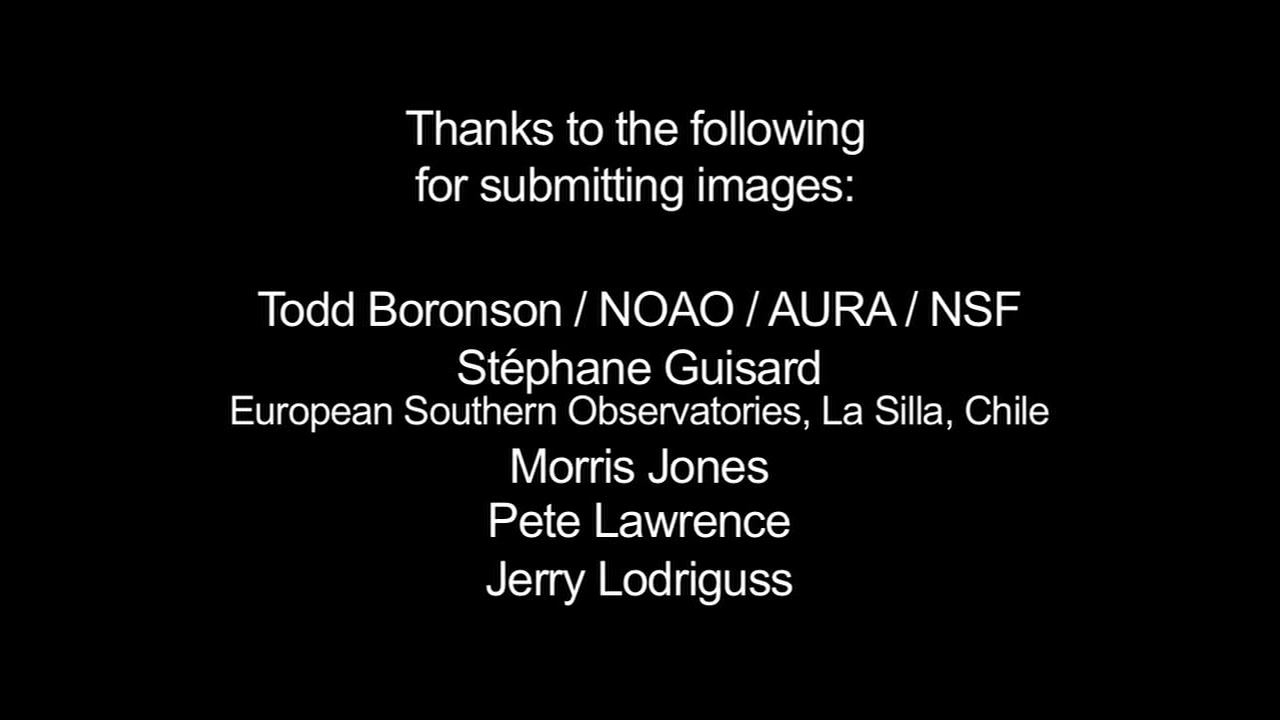 Thanks to the following
for submitting images:
Todd Boronson / NOAO / AURA / NSF
Stéphane Guisard
European Southern Observatories, La Silla, Chile
Morris Jones
Pete Lawrence
Jerry Lodriguss